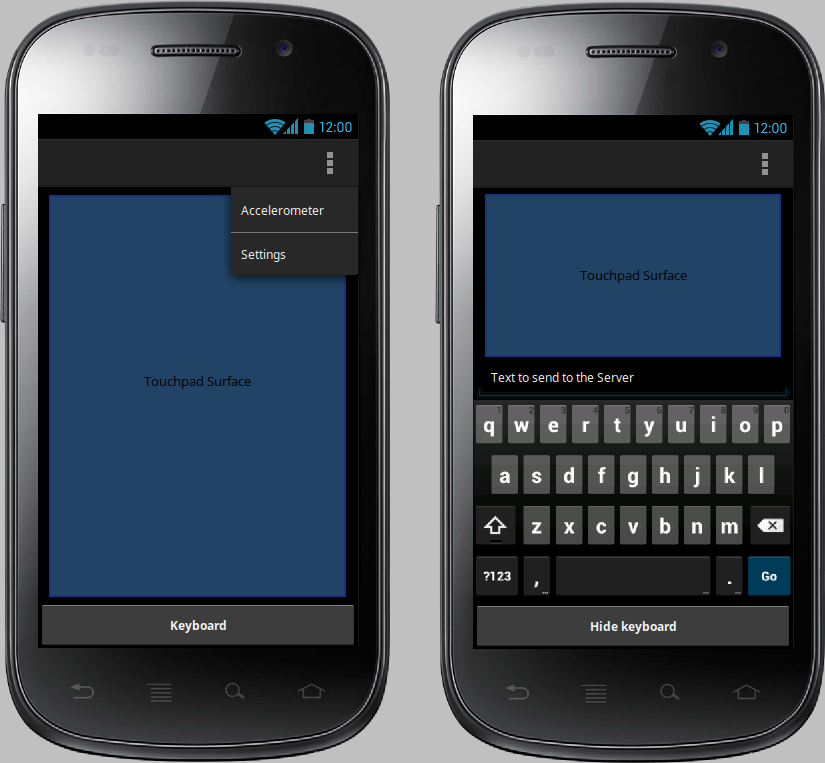 12:00
Accelerometer
Settings
Touchpad Surface
Keyboard
12:00
Touchpad Surface
Text to send to the Server
1 2 3 4 5 6 7 8 9 0
q w e r t y u i o p
a s d f g h j k l
z x c v b n m
?123 , ... . Go
Hide keyboard